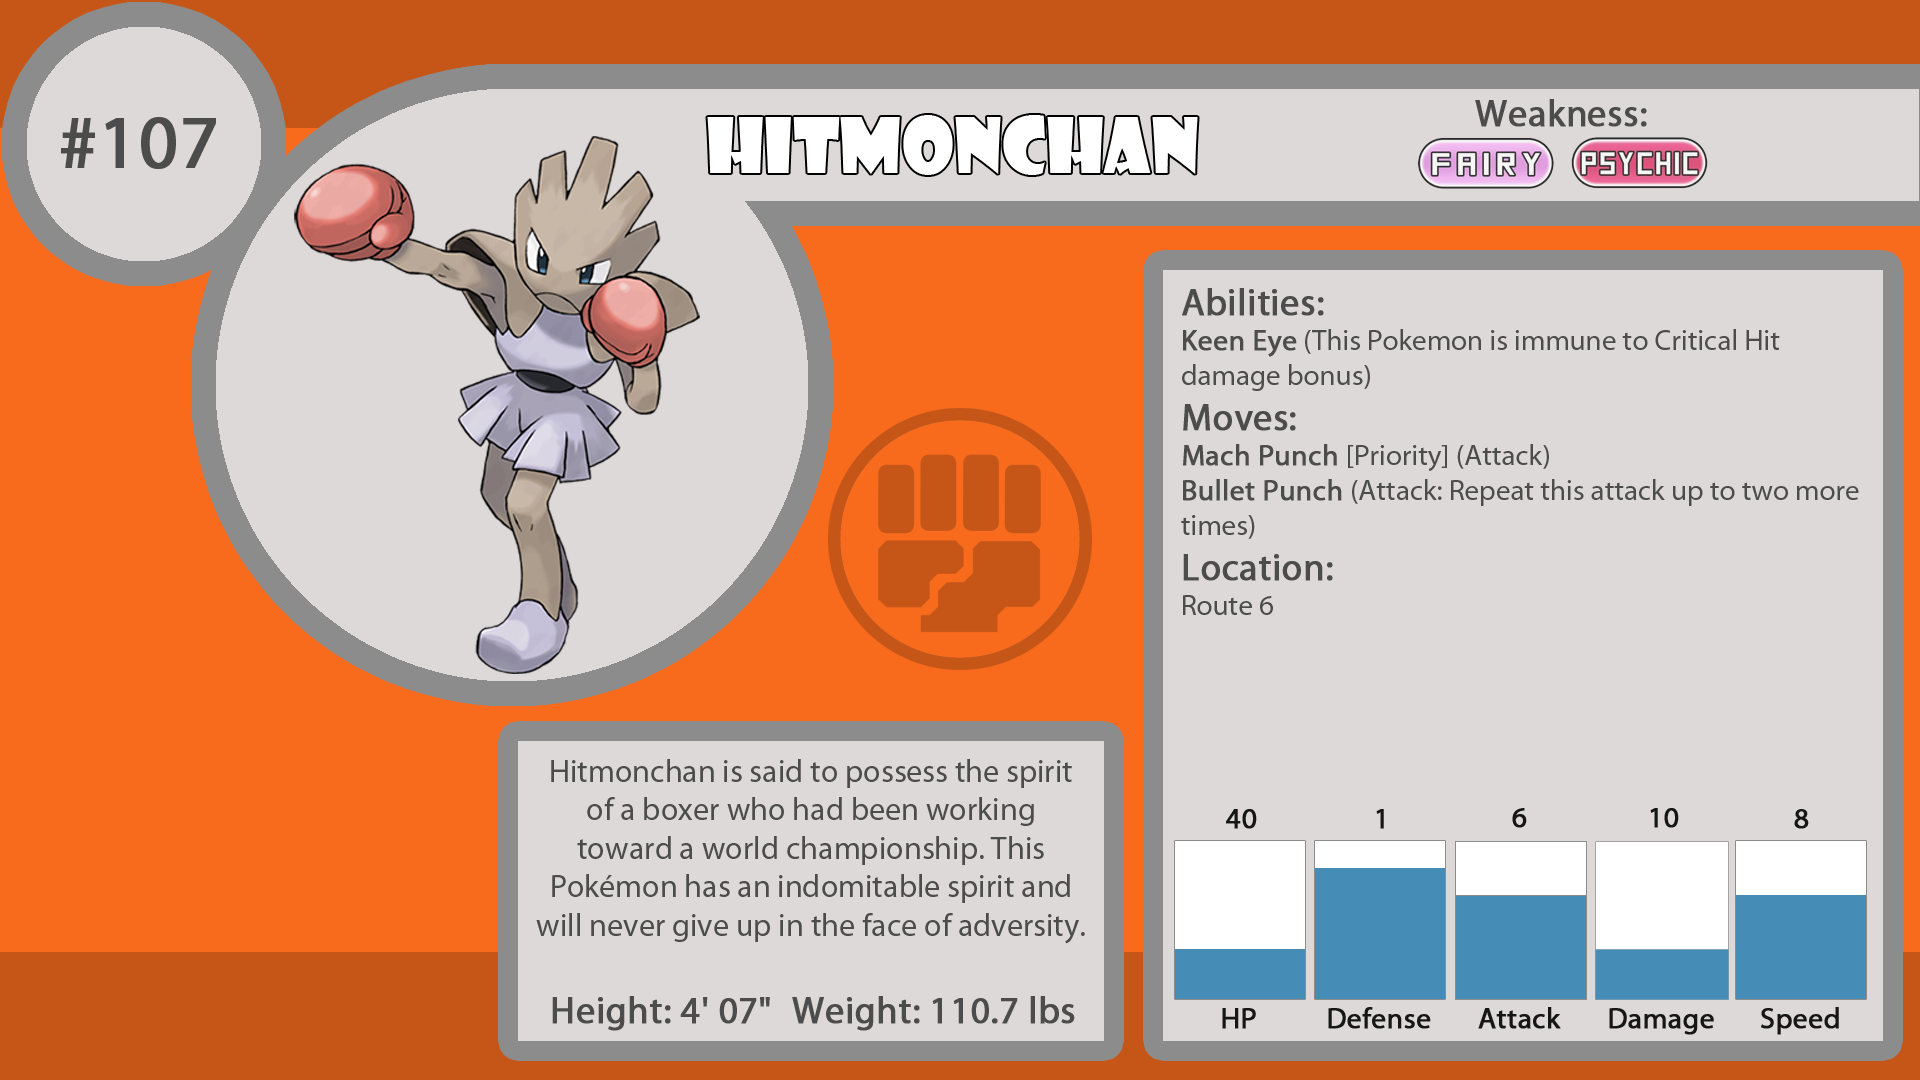 #107
HITMONCHAN
Weakness:
FAIRY PSYCHIC
Abilities:
Keen Eye (This Pokemon is immune to Critical Hit
damage bonus)
Moves:
Mach Punch [Priority] (Attack)
Bullet Punch (Attack: Repeat this attack up to two more
times)
Location:
Route 6
Hitmonchan is said to possess the spirit
of a boxer who had been working
toward a world championship. This
Pokémon has an indomitable spirit and
will never give up in the face of adversity.
Height: 4' 07" Weight: 110.7 lbs
40 1 6 10 8
HP Defense Attack Damage Speed